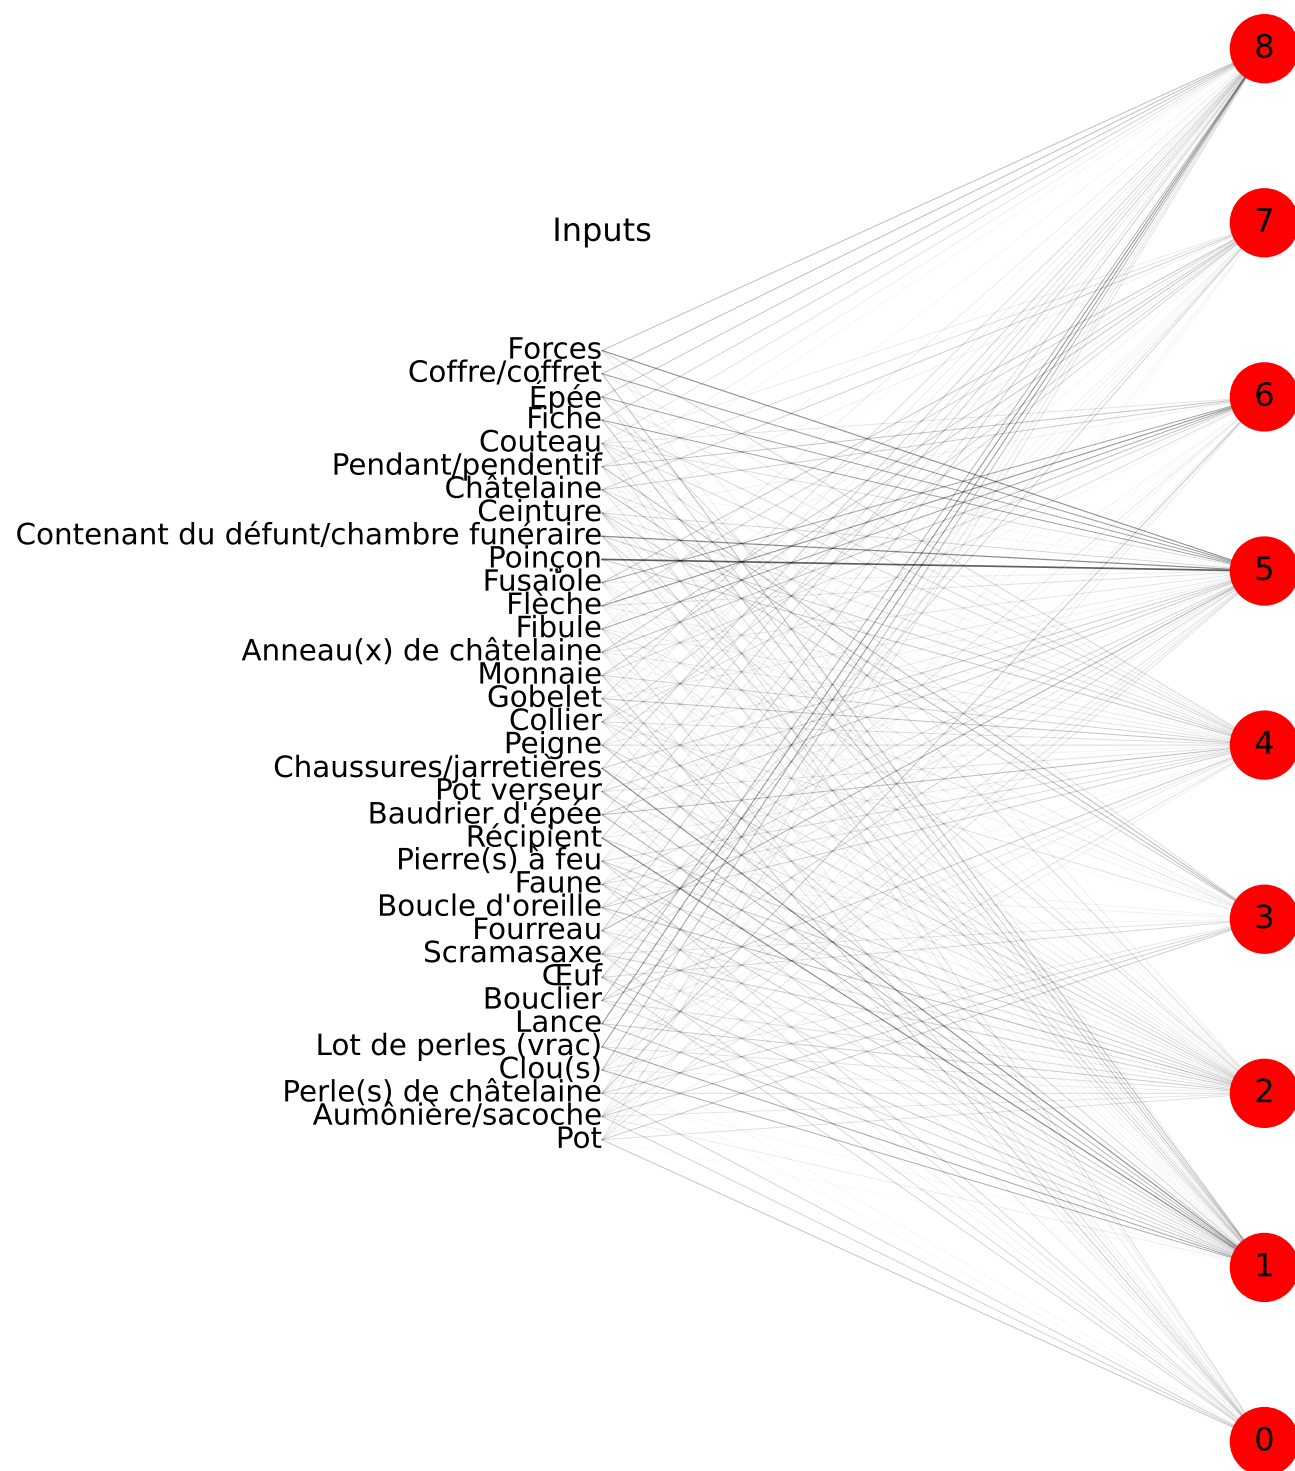 8
7
Inputs
Forces
Coffre/coffret
Épée
6
Fiche
Couteau
Pendant/pendentif
Châtelaine
Ceinture
Contenant du défunt/chambre funéraire
Poinçon
5
Fusaïole
Flèche
Fibule
Anneau(x) de châtelaine
Monnaie
Gobelet
Collier
Peigne
4
Chaussures/jarretières
Pot verseur
Baudrier d'épée
Récipient
Pierre(s) à feu
Faune
Boucle d'oreille
3
Fourreau
Scramasaxe
Œuf
Bouclier
Lance
Lot de perles (vrac)
Clou(s)
Perle(s) de châtelaine
2
Aumônière/sacoche
Pot
1
0